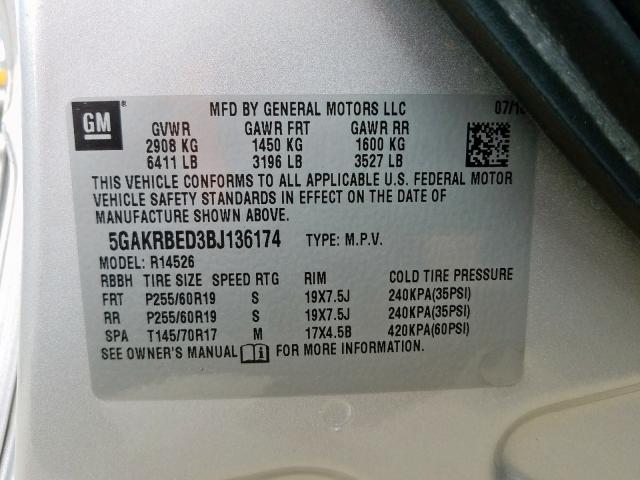 GM
MFD BY GENERAL MOTORS LLC 07/1
GVWR GAWR FRT GAWR RR
2908 KG 1450 KG 1600 KG
6411 LB 3196 LB 3527 LB
THIS VEHICLE CONFORMS TO ALL APPLICABLE U.S. FEDERAL MOTOR
VEHICLE SAFETY STANDARDS IN EFFECT ON THE DATE OF
MANUFACTURE SHOWN ABOVE.
5GAKRBED3BJ136174 TYPE: M.P.V.
MODEL: R14526
RBBH TIRE SIZE SPEED RTG RIM COLD TIRE PRESSURE
FRT P255/60R19 S 19X7.5J 240KPA(35PSI)
RR P255/60R19 S 19X7.5J 240KPA(35PSI)
SPA T145/70R17 M 17X4.5B 420KPA(60PSI)
SEE OWNER'S MANUAL FOR MORE INFORMATION.